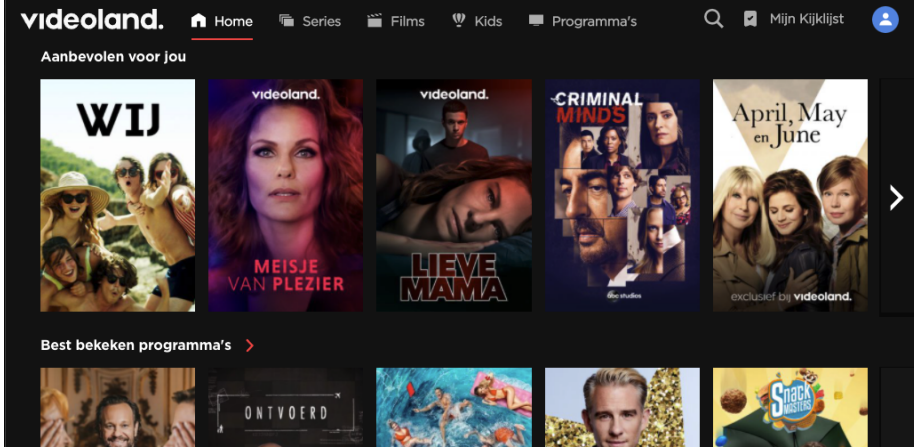 videoland.
Home
Series
Films
Kids
Programma's
Mijn Kijklijst
Aanbevolen voor jou
WIJ
videoland.
MEISJE
VAN PLEZIER
videoland.
LIEVE
MAMA
CRIMINAL
MINDS
abc studios
April, May
en June
exclusief bij videoland.
Best bekeken programma's
ONTVOERD
Snack
MASTERS